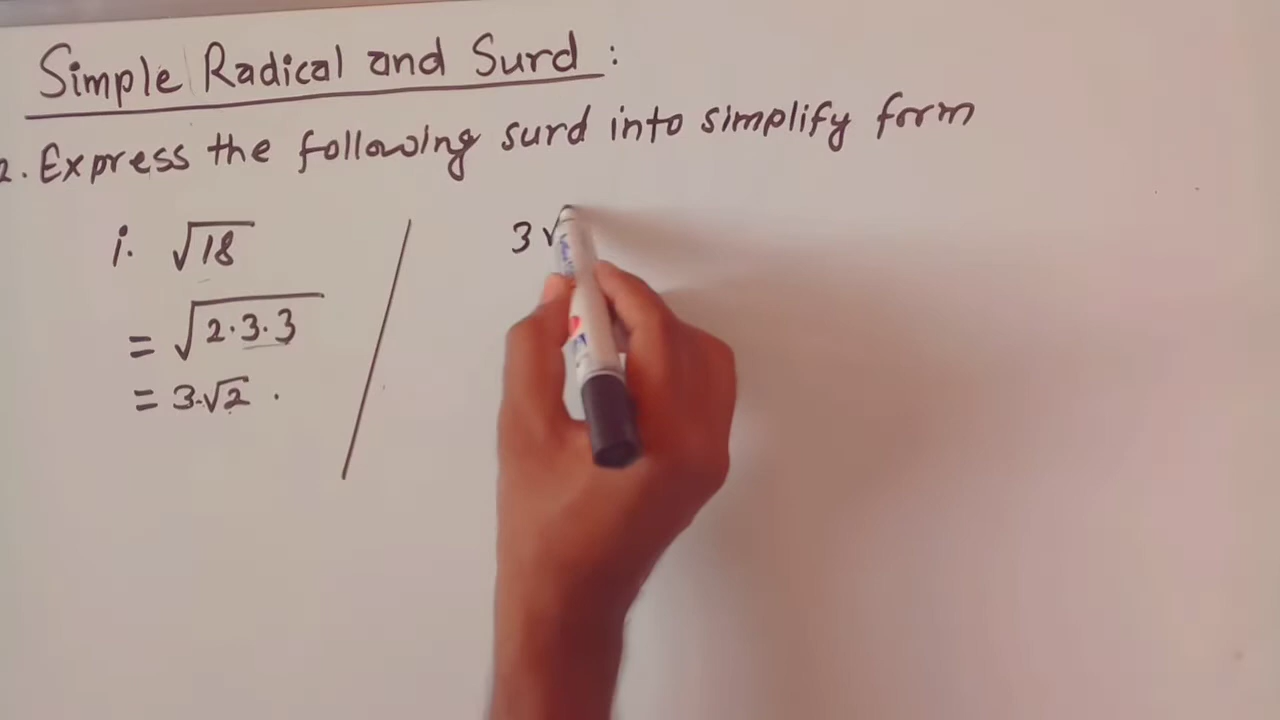 Simple Radical and Surd :
2. Express the following surd into simplify form
i. √18
= √2·3·3
= 3·√2 .
3√